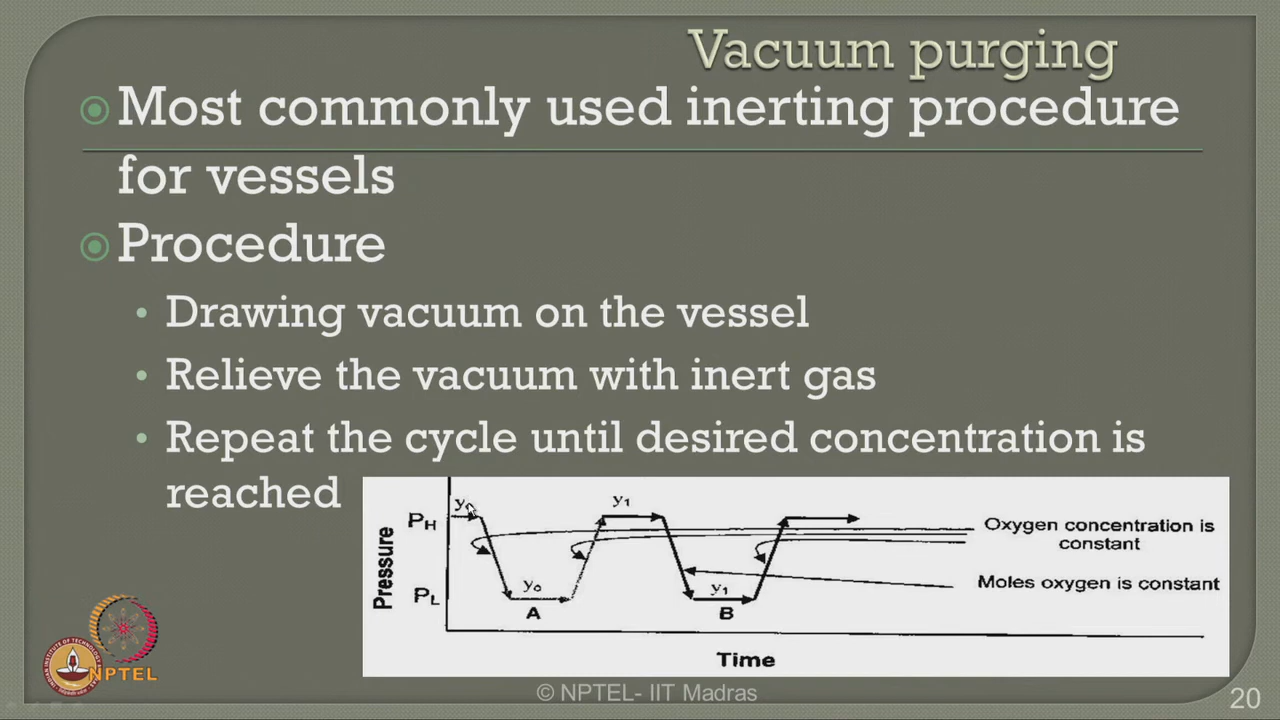 Vacuum purging
Most commonly used inerting procedure
for vessels
Procedure
Drawing vacuum on the vessel
Relieve the vacuum with inert gas
Repeat the cycle until desired concentration is
reached
Pressure
PH
PL
y1
y0
A
y1
B
Oxygen concentration is
constant
Moles oxygen is constant
Time
NPTEL
© NPTEL- IIT Madras
20